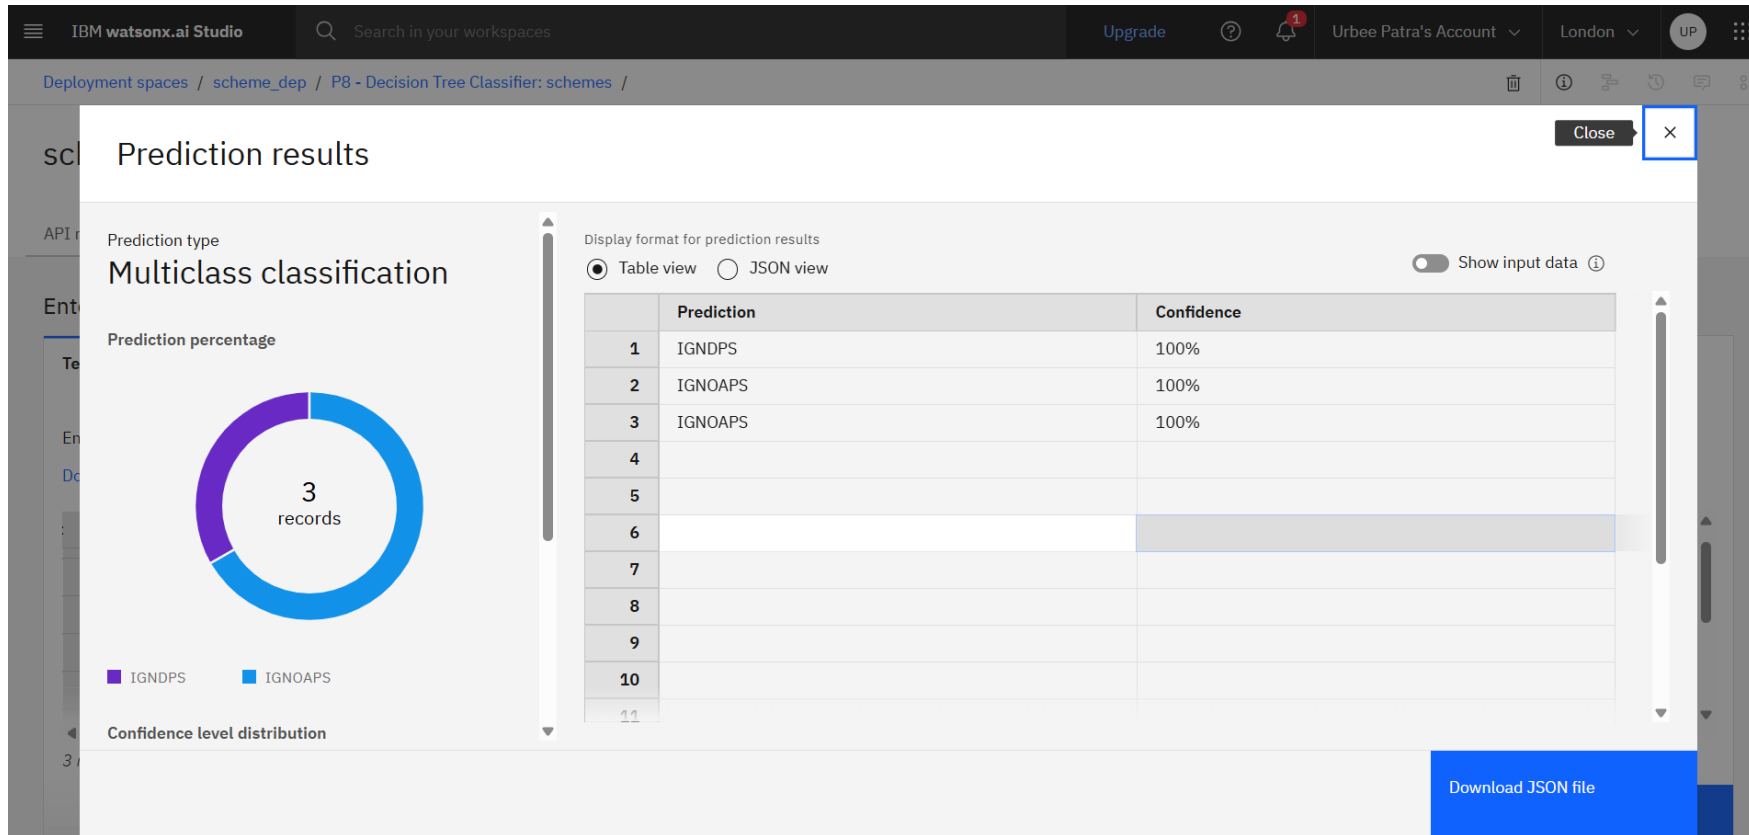 IBM watsonx.ai Studio
Search in your workspaces
Upgrade
1
Urbee Patra's Account
London
UP
Deployment spaces / scheme_dep / P8 - Decision Tree Classifier: schemes /
Prediction results
Close
API
Prediction type
Multiclass classification
Prediction percentage
3
records
IGNDPS IGNOAPS
Confidence level distribution
Display format for prediction results
Table view JSON view
Show input data
Prediction Confidence
1 IGNDPS 100%
2 IGNOAPS 100%
3 IGNOAPS 100%
4
5
6
7
8
9
10
11
3
Download JSON file